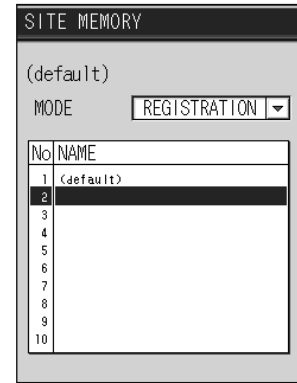 SITE MEMORY
(default)
MODE REGISTRATION
No NAME
1 (default)
2
3
4
5
6
7
8
9
10